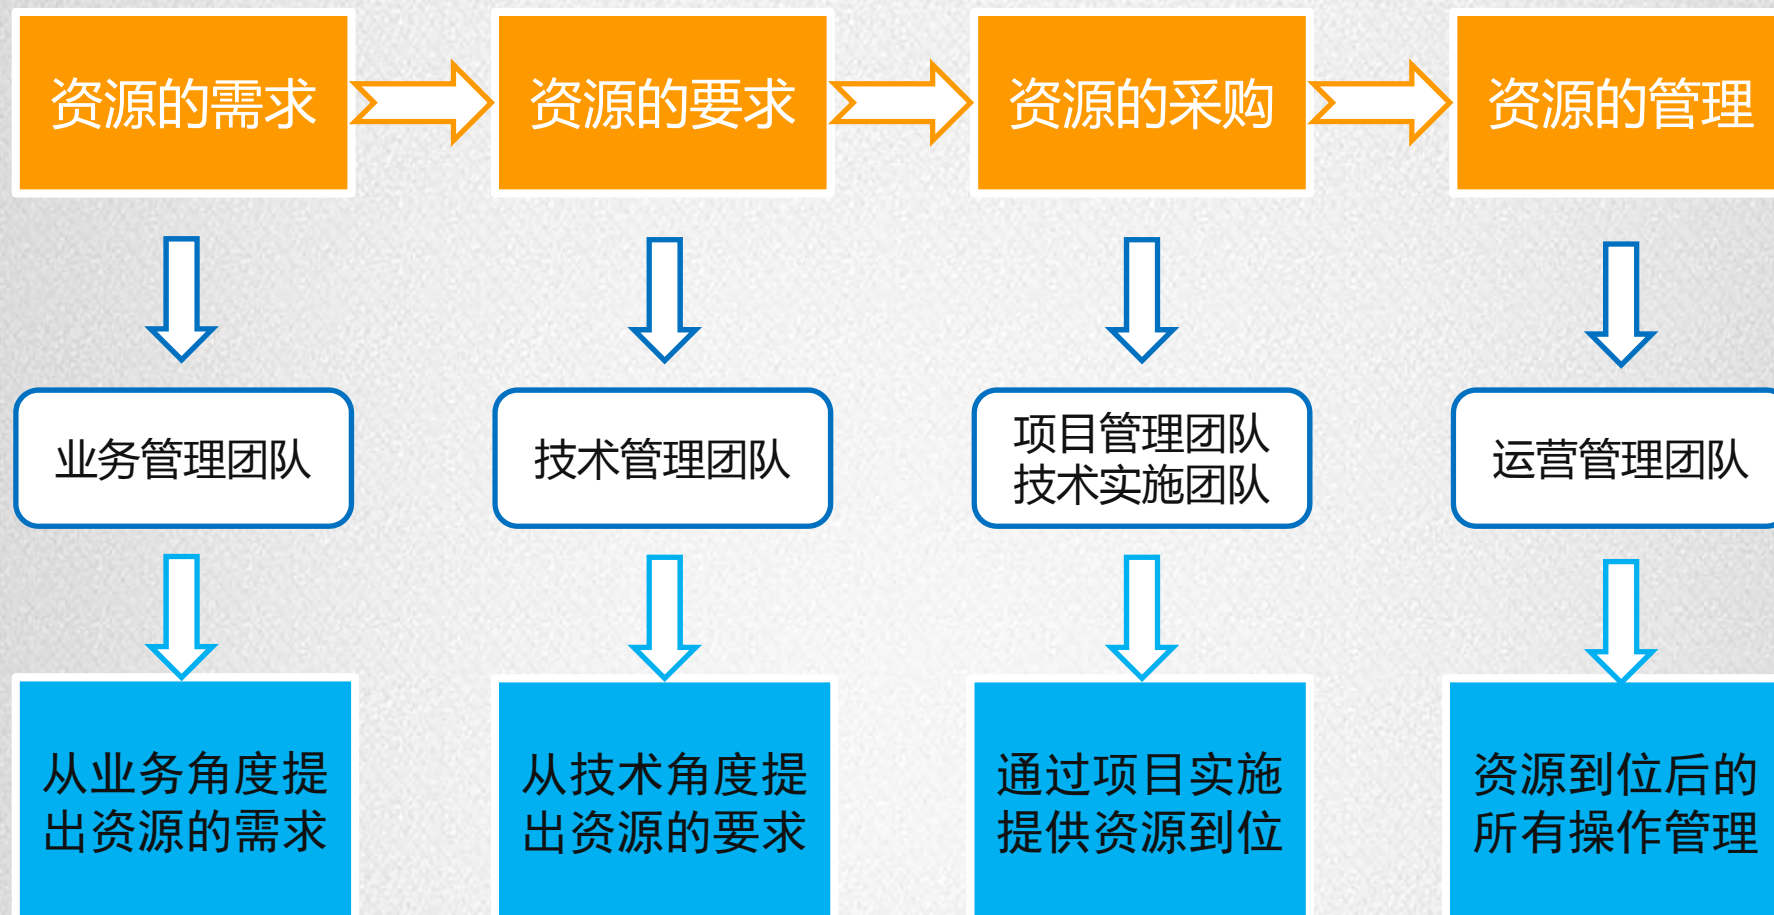 资源的需求
资源的要求
资源的采购
资源的管理
业务管理团队
技术管理团队
项目管理团队
技术实施团队
运营管理团队
从业务角度提
出资源的需求
从技术角度提
出资源的要求
通过项目实施
提供资源到位
资源到位后的
所有操作管理